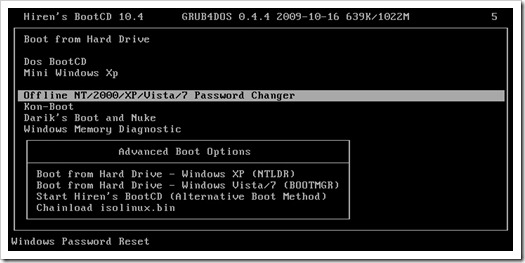 Hiren's BootCD 10.4 GRUB4DOS 0.4.4 2009-10-16 639K/1022M 5
Boot from Hard Drive
Dos BootCD
Mini Windows Xp
Offline NT/2000/XP/Vista/7 Password Changer
Kon-Boot
Darik's Boot and Nuke
Windows Memory Diagnostic
Advanced Boot Options
Boot from Hard Drive - Windows XP (NTLDR)
Boot from Hard Drive - Windows Vista/7 (BOOTMGR)
Start Hiren's BootCD (Alternative Boot Method)
Chainload isolinux.bin
Windows Password Reset